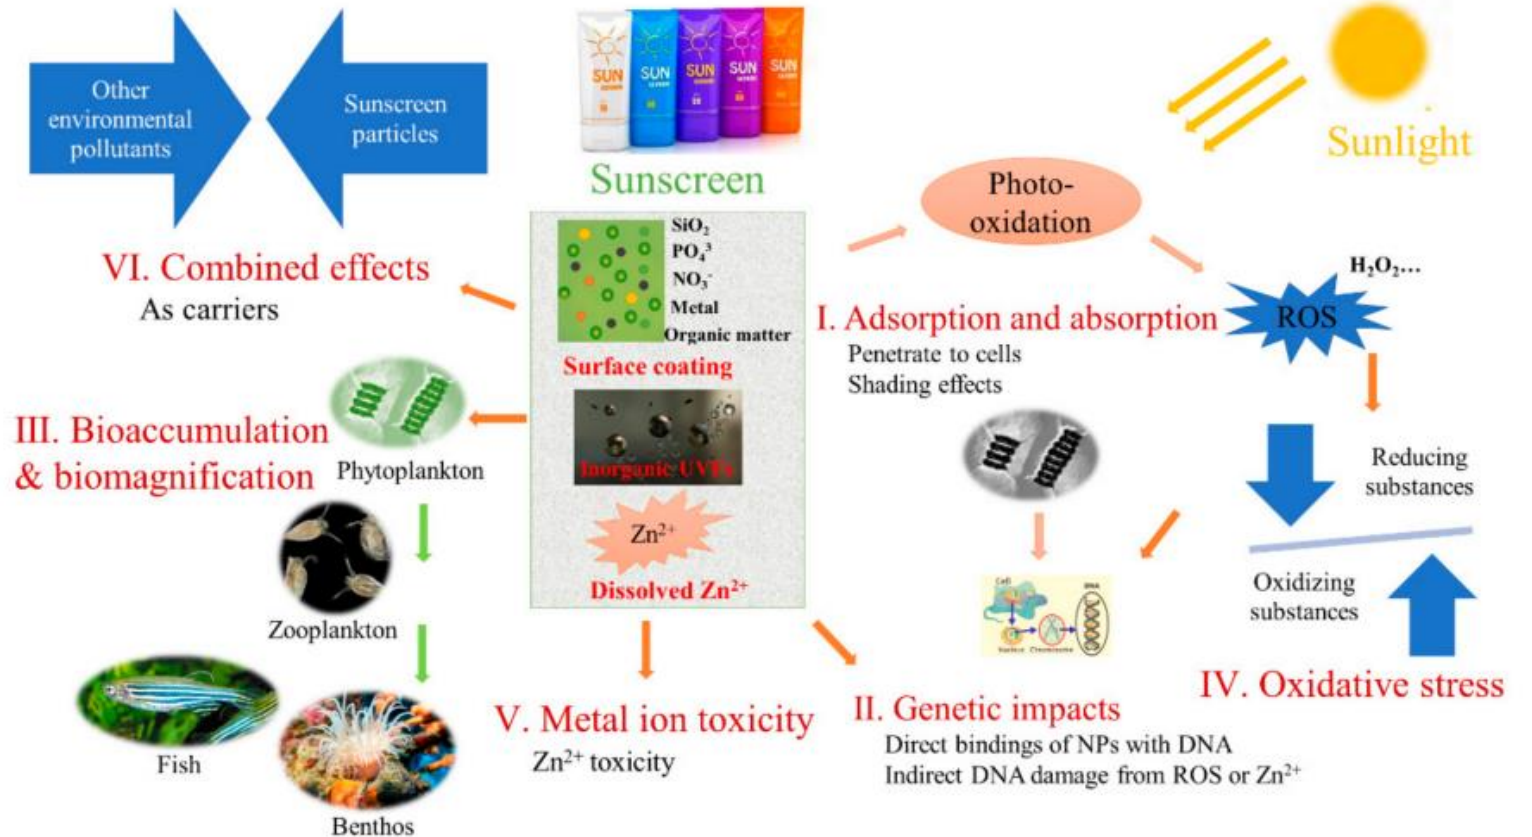 Other
environmental
pollutants
Sunscreen
particles
SUN
SUN
SUN
SUN
SUN
Sunscreen
Sunlight
Photo-
oxidation
H₂O₂…
ROS
SiO₂
PO₄³
NO₃⁻
Metal
Organic matter
Surface coating
Inorganic UVFs
Zn²⁺
Dissolved Zn²⁺
VI. Combined effects
As carriers
I. Adsorption and absorption
Penetrate to cells
Shading effects
III. Bioaccumulation
& biomagnification
Phytoplankton
Zooplankton
Fish
Benthos
Reducing
substances
Oxidizing
substances
IV. Oxidative stress
Cell
DNA
Nucleus
Chromosome
V. Metal ion toxicity
Zn²⁺ toxicity
II. Genetic impacts
Direct bindings of NPs with DNA
Indirect DNA damage from ROS or Zn²⁺